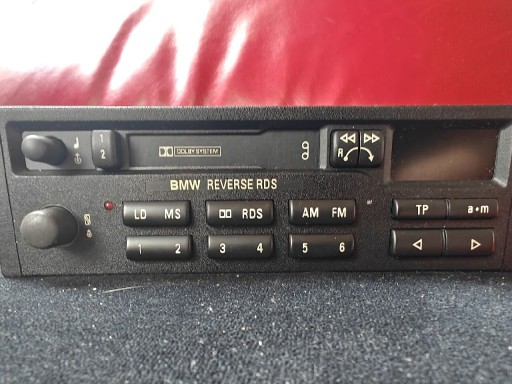 1
2
DOLBY SYSTEM
R
BMW REVERSE RDS
LD MS RDS AM FM TP a•m
1 2 3 4 5 6